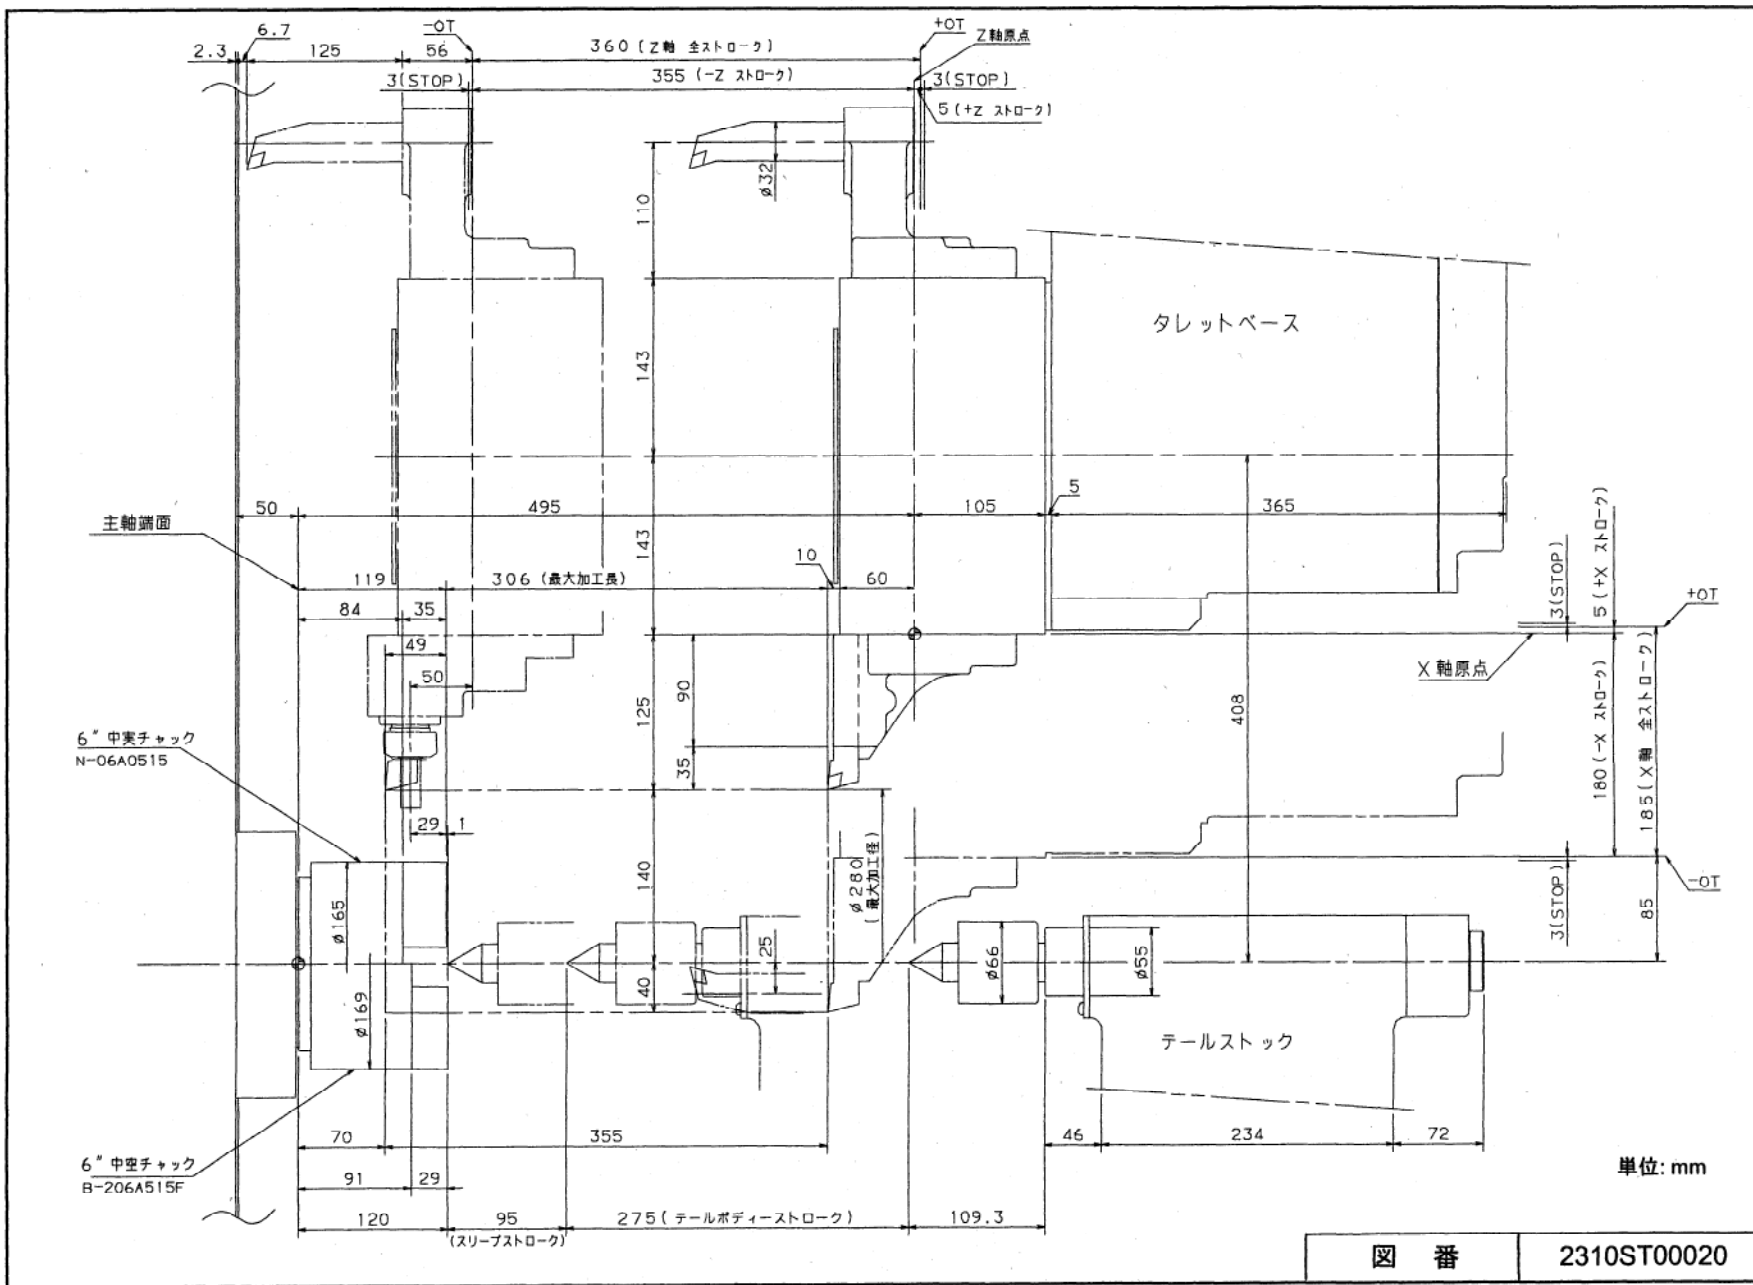 -OT
+OT
6.7
2.3
125
56
360 (Z軸 全ストローク)
Z軸原点
3(STOP)
355 (-Z ストローク)
3(STOP)
5 (+Z ストローク)
ø32
110
143
タレットベース
50
495
105
5
365
主軸端面
143
10
119
306 (最大加工長)
60
84
35
49
50
3(STOP)
5 (+X ストローク)
+OT
X軸原点
90
125
35
408
180 (-X ストローク)
185 (X軸 全ストローク)
6" 中実チャック
N-06A0515
29
1
ø165
140
ø280
(最大加工径)
-OT
3(STOP)
85
25
ø66
ø55
40
ø169
テールストック
70
355
46
234
72
6" 中空チャック
B-206A515F
91
29
単位: mm
120
95
(スリーブストローク)
275 (テールボディーストローク)
109.3
図 番
2310ST00020